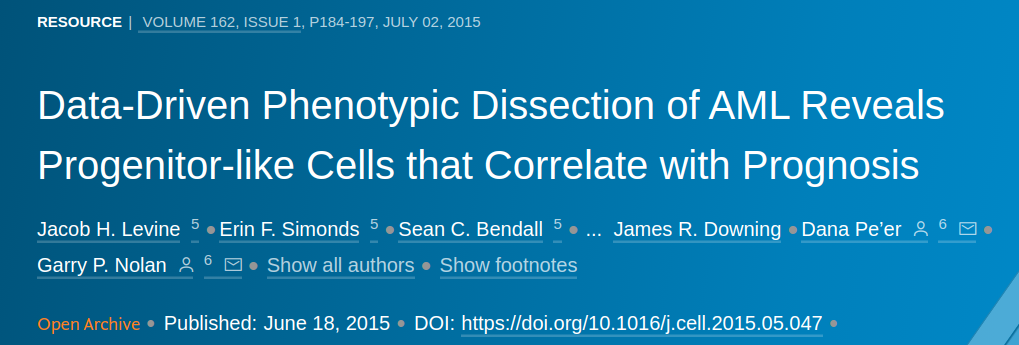 RESOURCE | VOLUME 162, ISSUE 1, P184-197, JULY 02, 2015
Data-Driven Phenotypic Dissection of AML Reveals
Progenitor-like Cells that Correlate with Prognosis
Jacob H. Levine 5 • Erin F. Simonds 5 • Sean C. Bendall 5 • ... James R. Downing • Dana Pe’er 6 •
Garry P. Nolan 6 • Show all authors • Show footnotes
Open Archive • Published: June 18, 2015 • DOI: https://doi.org/10.1016/j.cell.2015.05.047 •